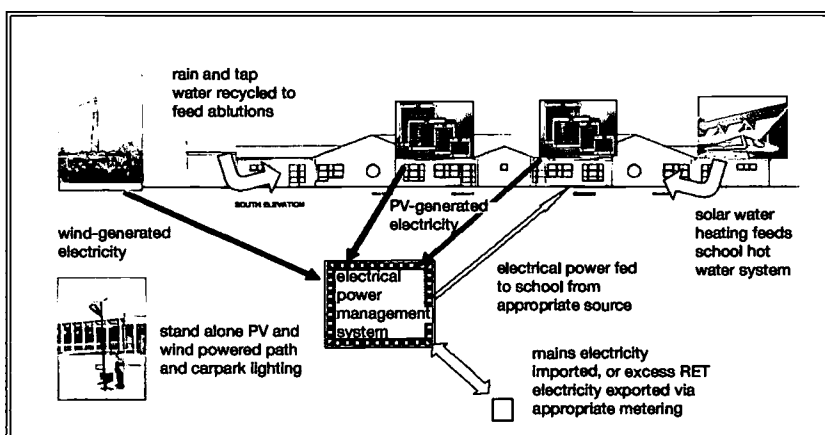 rain and tap
water recycled to
feed ablutions
SOUTH ELEVATION
PV-generated
electricity
wind-generated
electricity
solar water
heating feeds
school hot
water system
electrical
power
management
system
electrical power fed
to school from
appropriate source
stand alone PV and
wind powered path
and carpark lighting
mains electricity
imported, or excess RET
electricity exported via
appropriate metering